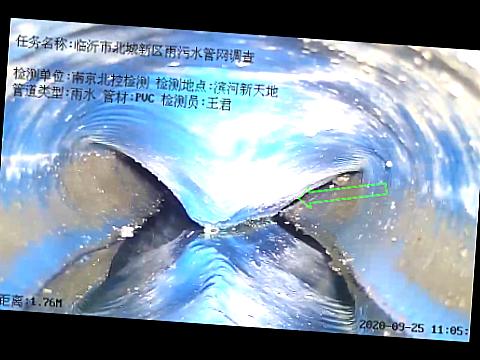 任务名称:临沂市北城新区雨污水管网调查
检测单位:南京北控检测 检测地点:滨河新天地
管道类型:雨水 管材:PVC 检测员:王君
距离:1.76M
2020-09-25 11:05: